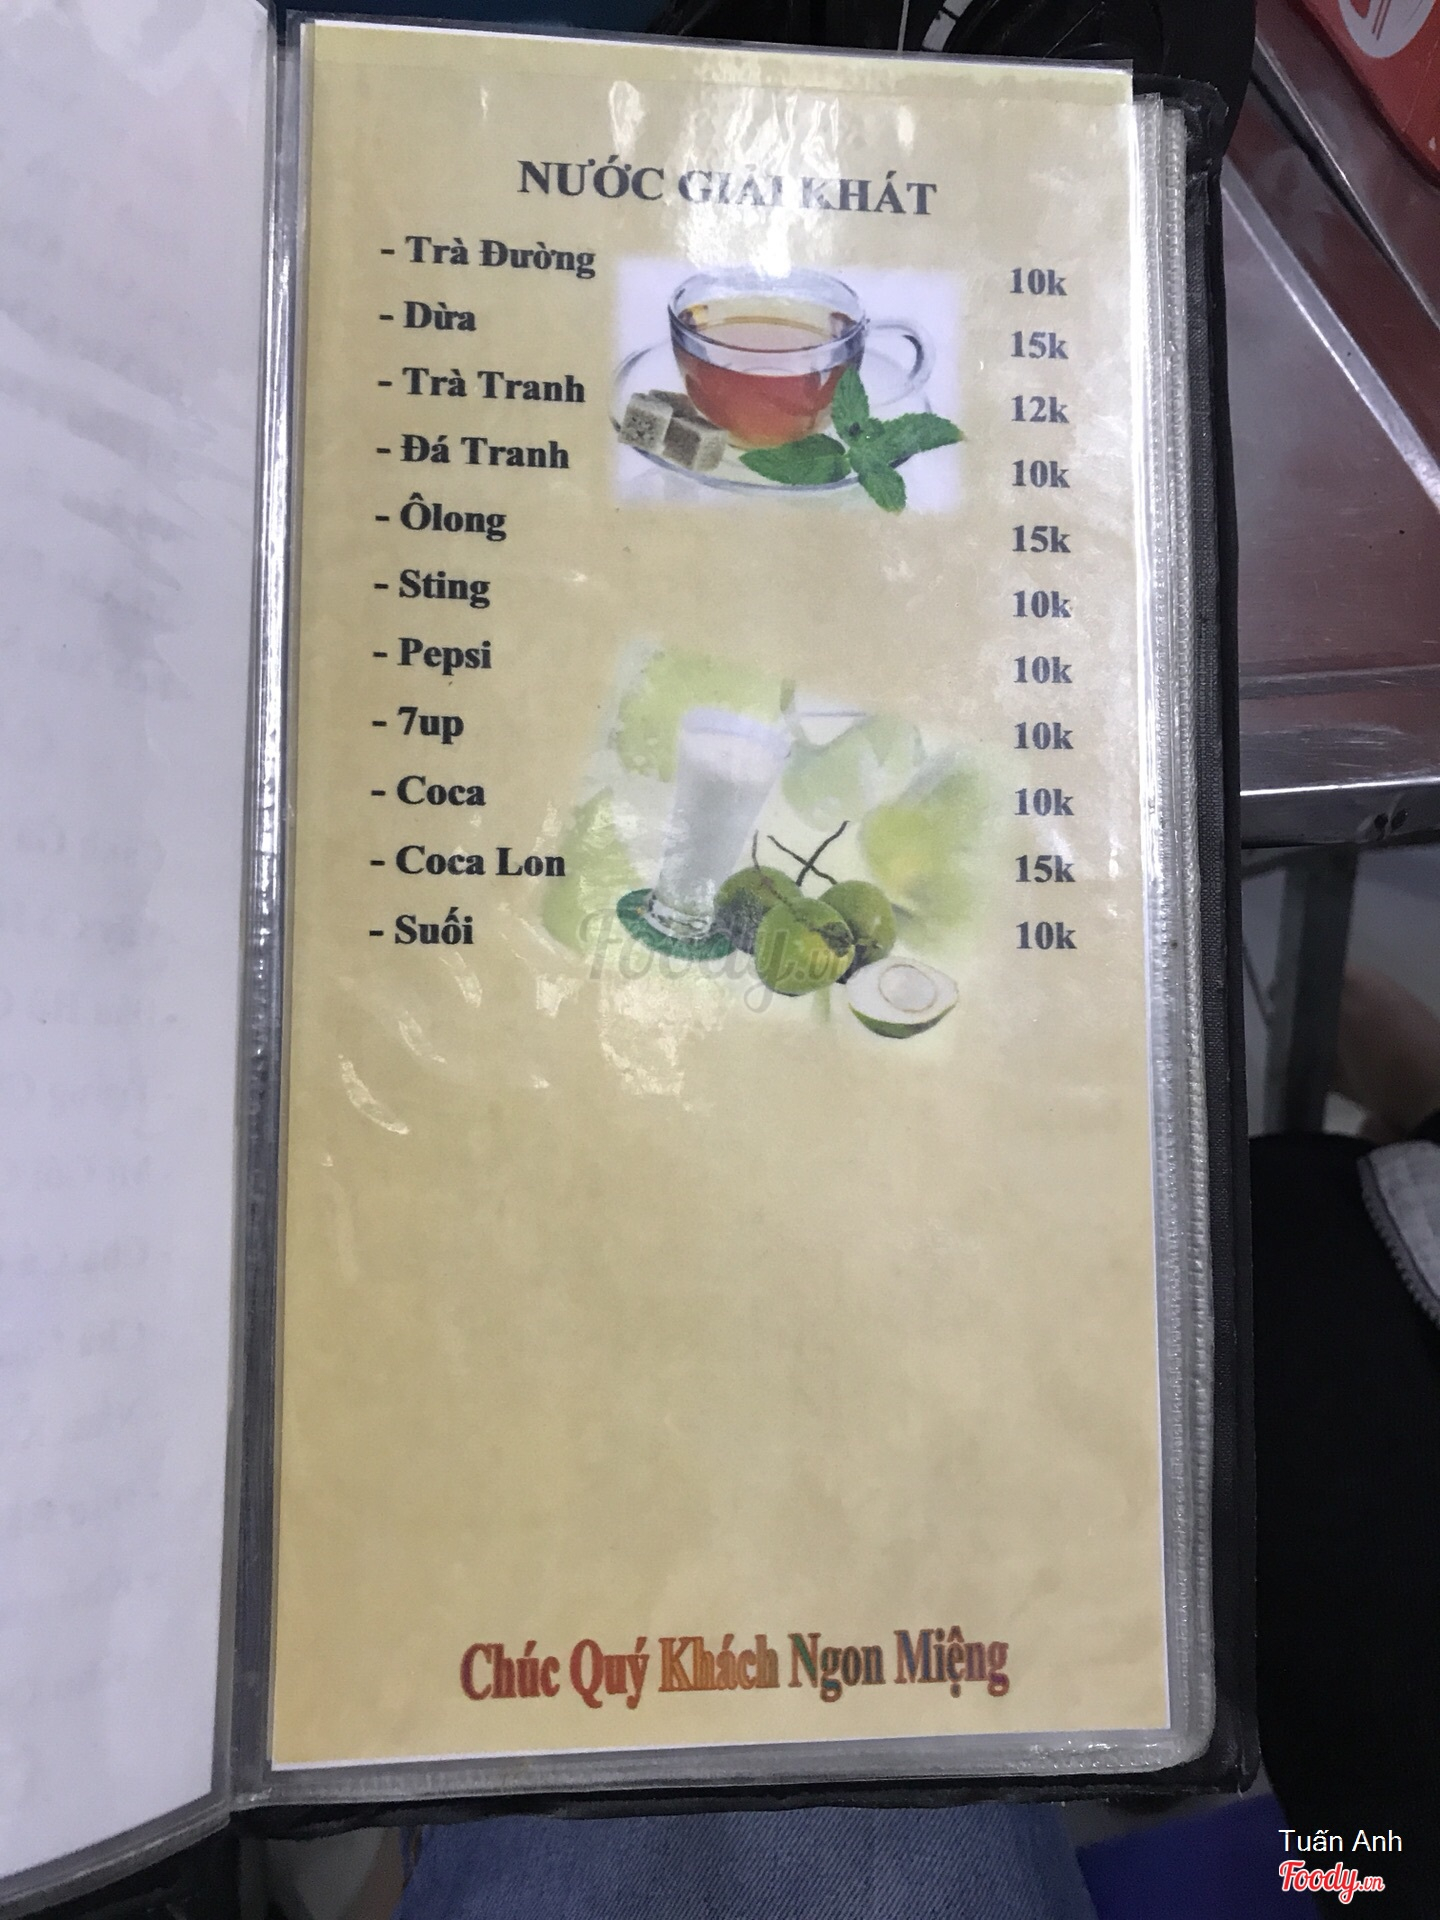 NƯỚC GIẢI KHÁT
- Trà Đường 10k
- Dừa 15k
- Trà Tranh 12k
- Đá Tranh 10k
- Ôlong 15k
- Sting 10k
- Pepsi 10k
- 7up 10k
- Coca 10k
- Coca Lon 15k
- Suối 10k
Foody.vn
Chúc Quý Khách Ngon Miệng
Tuấn Anh
Foody.vn